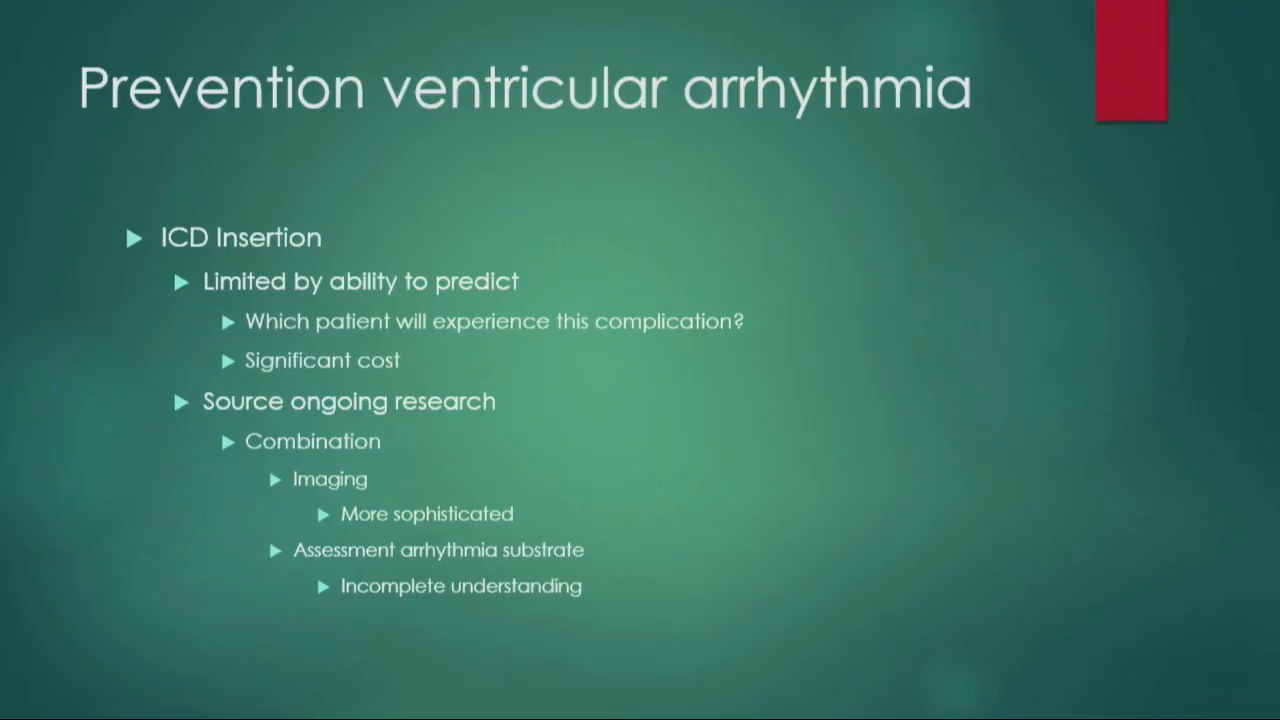 Prevention ventricular arrhythmia
ICD Insertion
Limited by ability to predict
Which patient will experience this complication?
Significant cost
Source ongoing research
Combination
Imaging
More sophisticated
Assessment arrhythmia substrate
Incomplete understanding